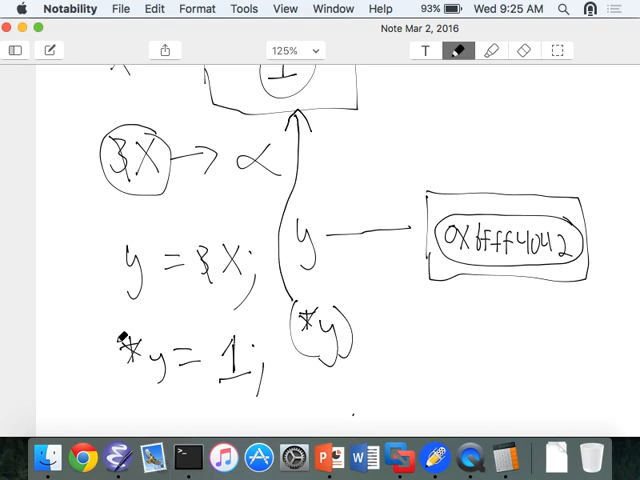 Notability File Edit Format Tools View Window Help 93% Wed 9:25 AM
Note Mar 2, 2016
125% T
1
&X → α
y 0xbfff4042
y = &X;
(*y)
*y = 1;